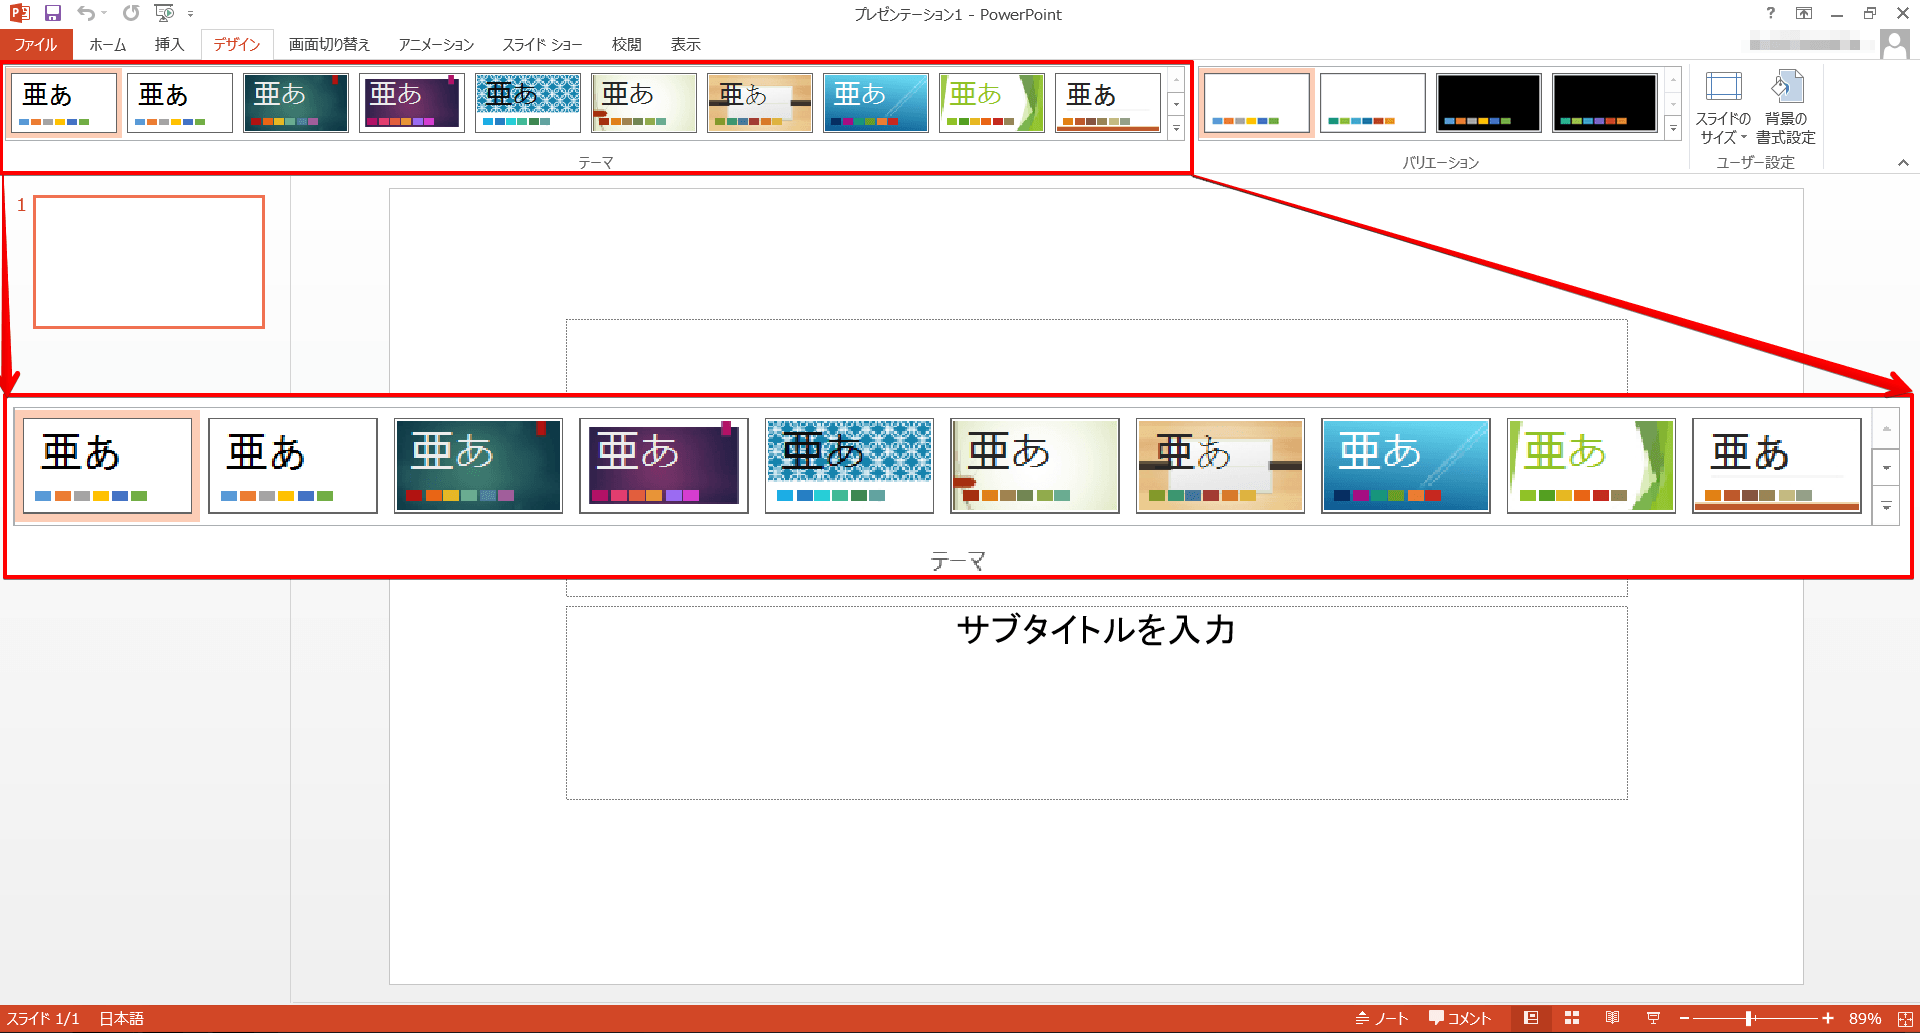 プレゼンテーション1 - PowerPoint
ファイル ホーム 挿入 デザイン 画面切り替え アニメーション スライド ショー 校閲 表示
亜あ 亜あ 亜あ 亜あ 亜あ 亜あ 亜あ 亜あ 亜あ 亜あ
テーマ
バリエーション
スライドの
サイズ
背景の
書式設定
ユーザー設定
1
亜あ 亜あ 亜あ 亜あ 亜あ 亜あ 亜あ 亜あ 亜あ 亜あ
テーマ
サブタイトルを入力
スライド 1/1 日本語 ノート コメント 89%